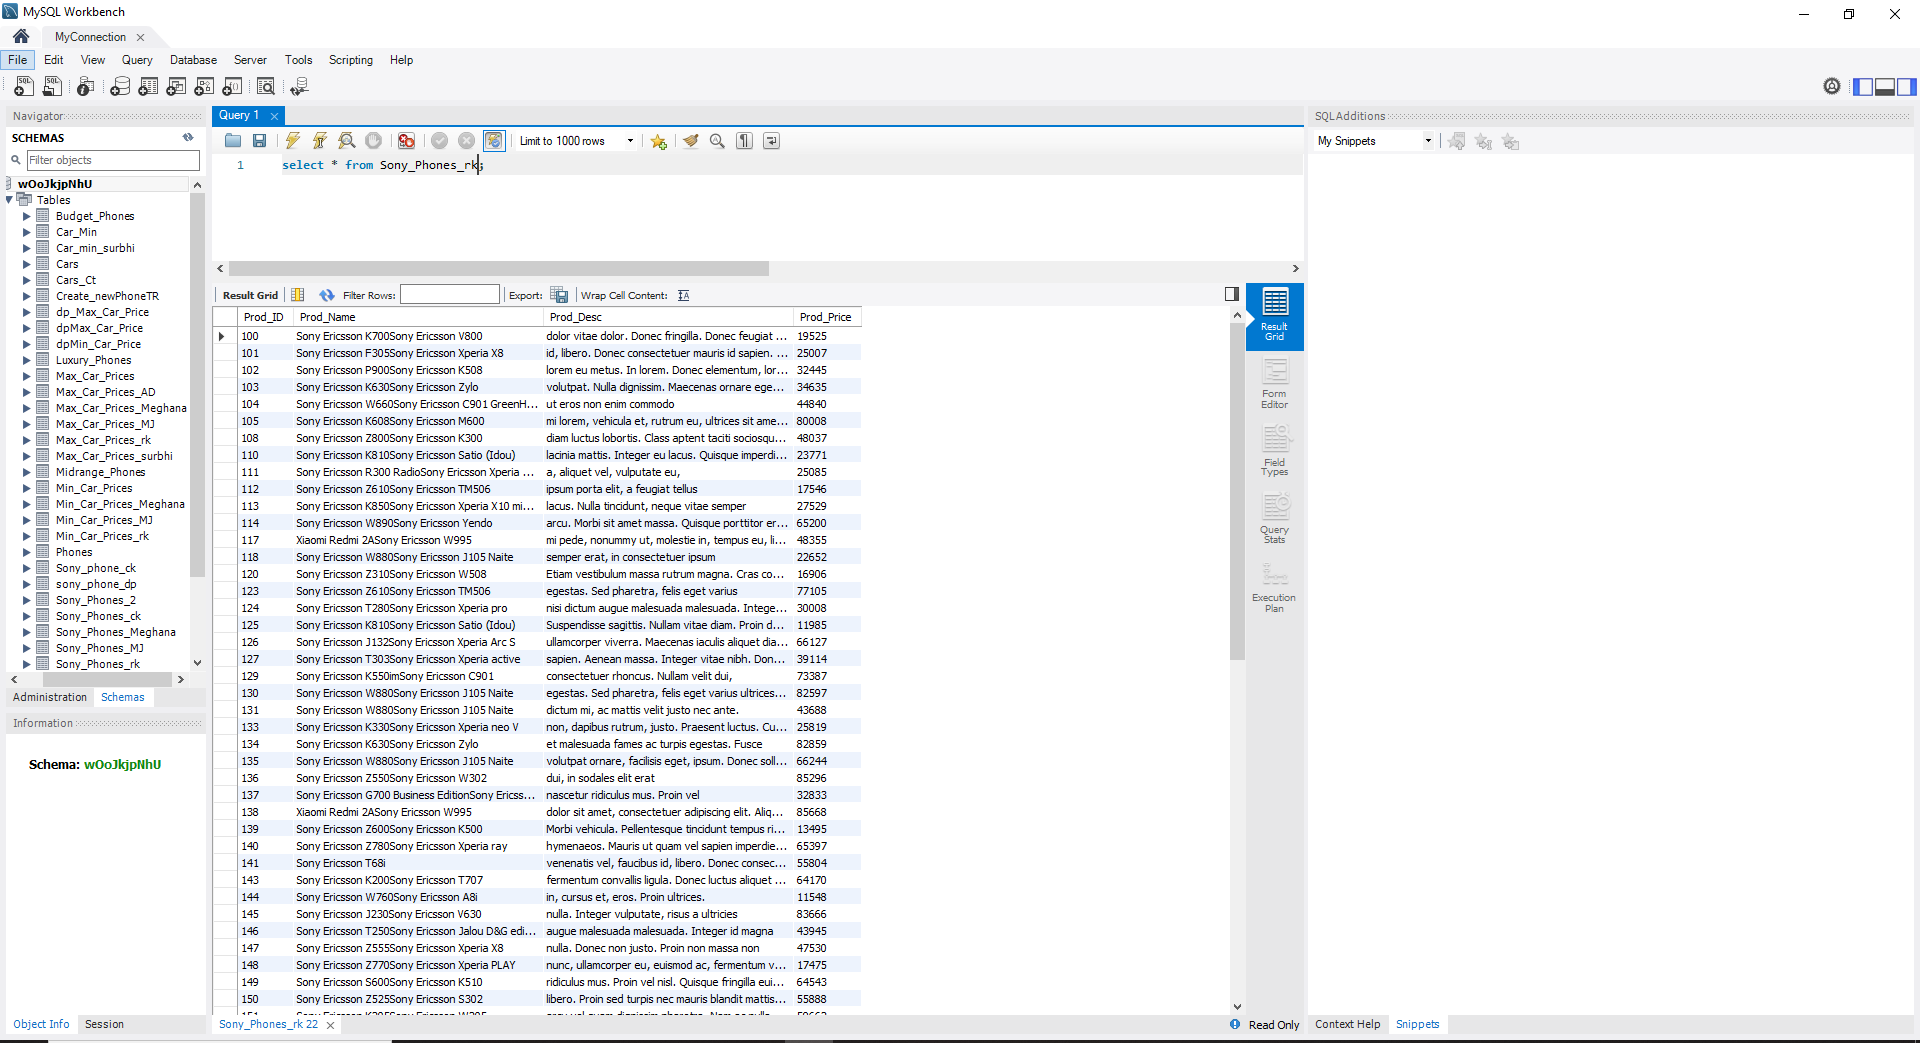 MySQL Workbench
MyConnection
File Edit View Query Database Server Tools Scripting Help
Navigator
SCHEMAS
Filter objects
wOoJkjpNhU
Tables
Budget_Phones
Car_Min
Car_min_surbhi
Cars
Cars_Ct
Create_newPhoneTR
dp_Max_Car_Price
dpMax_Car_Price
dpMin_Car_Price
Luxury_Phones
Max_Car_Prices
Max_Car_Prices_AD
Max_Car_Prices_Meghana
Max_Car_Prices_MJ
Max_Car_Prices_rk
Max_Car_Prices_surbhi
Midrange_Phones
Min_Car_Prices
Min_Car_Prices_Meghana
Min_Car_Prices_MJ
Min_Car_Prices_rk
Phones
Sony_phone_ck
sony_phone_dp
Sony_Phones_2
Sony_Phones_ck
Sony_Phones_Meghana
Sony_Phones_MJ
Sony_Phones_rk
Administration Schemas
Information
Schema: wOoJkjpNhU
Object Info Session
Query 1
Limit to 1000 rows
1 select * from Sony_Phones_rk;
Result Grid Filter Rows: Export: Wrap Cell Content:
Prod_ID Prod_Name Prod_Desc Prod_Price
100 Sony Ericsson K700Sony Ericsson V800 dolor vitae dolor. Donec fringilla. Donec feugiat ... 19525
101 Sony Ericsson F305Sony Ericsson Xperia X8 id, libero. Donec consectetuer mauris id sapien. ... 25007
102 Sony Ericsson P900Sony Ericsson K508 lorem eu metus. In lorem. Donec elementum, lor... 32445
103 Sony Ericsson K630Sony Ericsson Zylo volutpat. Nulla dignissim. Maecenas ornare ege... 34635
104 Sony Ericsson W660Sony Ericsson C901 GreenH... ut eros non enim commodo 44840
105 Sony Ericsson K608Sony Ericsson M600 mi lorem, vehicula et, rutrum eu, ultrices sit ame... 80008
108 Sony Ericsson Z800Sony Ericsson K300 diam luctus lobortis. Class aptent taciti sociosqu... 48037
110 Sony Ericsson K810Sony Ericsson Satio (Idou) lacinia mattis. Integer eu lacus. Quisque imperdi... 23771
111 Sony Ericsson R300 RadioSony Ericsson Xperia ... a, aliquet vel, vulputate eu, 25085
112 Sony Ericsson Z610Sony Ericsson TM506 ipsum porta elit, a feugiat tellus 17546
113 Sony Ericsson K850Sony Ericsson Xperia X10 mi... lacus. Nulla tincidunt, neque vitae semper 27529
114 Sony Ericsson W890Sony Ericsson Yendo arcu. Morbi sit amet massa. Quisque porttitor er... 65200
117 Xiaomi Redmi 2ASony Ericsson W995 mi pede, nonummy ut, molestie in, tempus eu, li... 48355
118 Sony Ericsson W880Sony Ericsson J105 Naite semper erat, in consectetuer ipsum 22652
120 Sony Ericsson Z310Sony Ericsson W508 Etiam vestibulum massa rutrum magna. Cras co... 16906
123 Sony Ericsson Z610Sony Ericsson TM506 egestas. Sed pharetra, felis eget varius 77105
124 Sony Ericsson T280Sony Ericsson Xperia pro nisi dictum augue malesuada malesuada. Intege... 30008
125 Sony Ericsson K810Sony Ericsson Satio (Idou) Suspendisse sagittis. Nullam vitae diam. Proin d... 11985
126 Sony Ericsson J132Sony Ericsson Xperia Arc S ullamcorper viverra. Maecenas iaculis aliquet dia... 66127
127 Sony Ericsson T303Sony Ericsson Xperia active sapien. Aenean massa. Integer vitae nibh. Don... 39114
129 Sony Ericsson K550imSony Ericsson C901 consectetuer rhoncus. Nullam velit dui, 73387
130 Sony Ericsson W880Sony Ericsson J105 Naite egestas. Sed pharetra, felis eget varius ultrices... 82597
131 Sony Ericsson W880Sony Ericsson J105 Naite dictum mi, ac mattis velit justo nec ante. 43688
133 Sony Ericsson K330Sony Ericsson Xperia neo V non, dapibus rutrum, justo. Praesent luctus. Cu... 25819
134 Sony Ericsson K630Sony Ericsson Zylo et malesuada fames ac turpis egestas. Fusce 82859
135 Sony Ericsson W880Sony Ericsson J105 Naite volutpat ornare, facilisis eget, ipsum. Donec soll... 66244
136 Sony Ericsson Z550Sony Ericsson W302 dui, in sodales elit erat 85296
137 Sony Ericsson G700 Business EditionSony Ericss... nascetur ridiculus mus. Proin vel 32833
138 Xiaomi Redmi 2ASony Ericsson W995 dolor sit amet, consectetuer adipiscing elit. Aliq... 85668
139 Sony Ericsson Z600Sony Ericsson K500 Morbi vehicula. Pellentesque tincidunt tempus ri... 13495
140 Sony Ericsson Z780Sony Ericsson Xperia ray hymenaeos. Mauris ut quam vel sapien imperdie... 65397
141 Sony Ericsson T68i venenatis vel, faucibus id, libero. Donec consec... 55804
143 Sony Ericsson K200Sony Ericsson T707 fermentum convallis ligula. Donec luctus aliquet ... 64170
144 Sony Ericsson W760Sony Ericsson A8i in, cursus et, eros. Proin ultrices. 11548
145 Sony Ericsson J230Sony Ericsson V630 nulla. Integer vulputate, risus a ultricies 83666
146 Sony Ericsson T250Sony Ericsson Jalou D&G edi... augue malesuada malesuada. Integer id magna 43945
147 Sony Ericsson Z555Sony Ericsson Xperia X8 nulla. Donec non justo. Proin non massa non 47530
148 Sony Ericsson Z770Sony Ericsson Xperia PLAY nunc, ullamcorper eu, euismod ac, fermentum v... 17475
149 Sony Ericsson S600Sony Ericsson K510 ridiculus mus. Proin vel nisl. Quisque fringilla eui... 64543
150 Sony Ericsson Z525Sony Ericsson S302 libero. Proin sed turpis nec mauris blandit mattis... 55888
Result Grid
Form Editor
Field Types
Query Stats
Execution Plan
Sony_Phones_rk 22
Read Only
SQLAdditions
My Snippets
Context Help Snippets